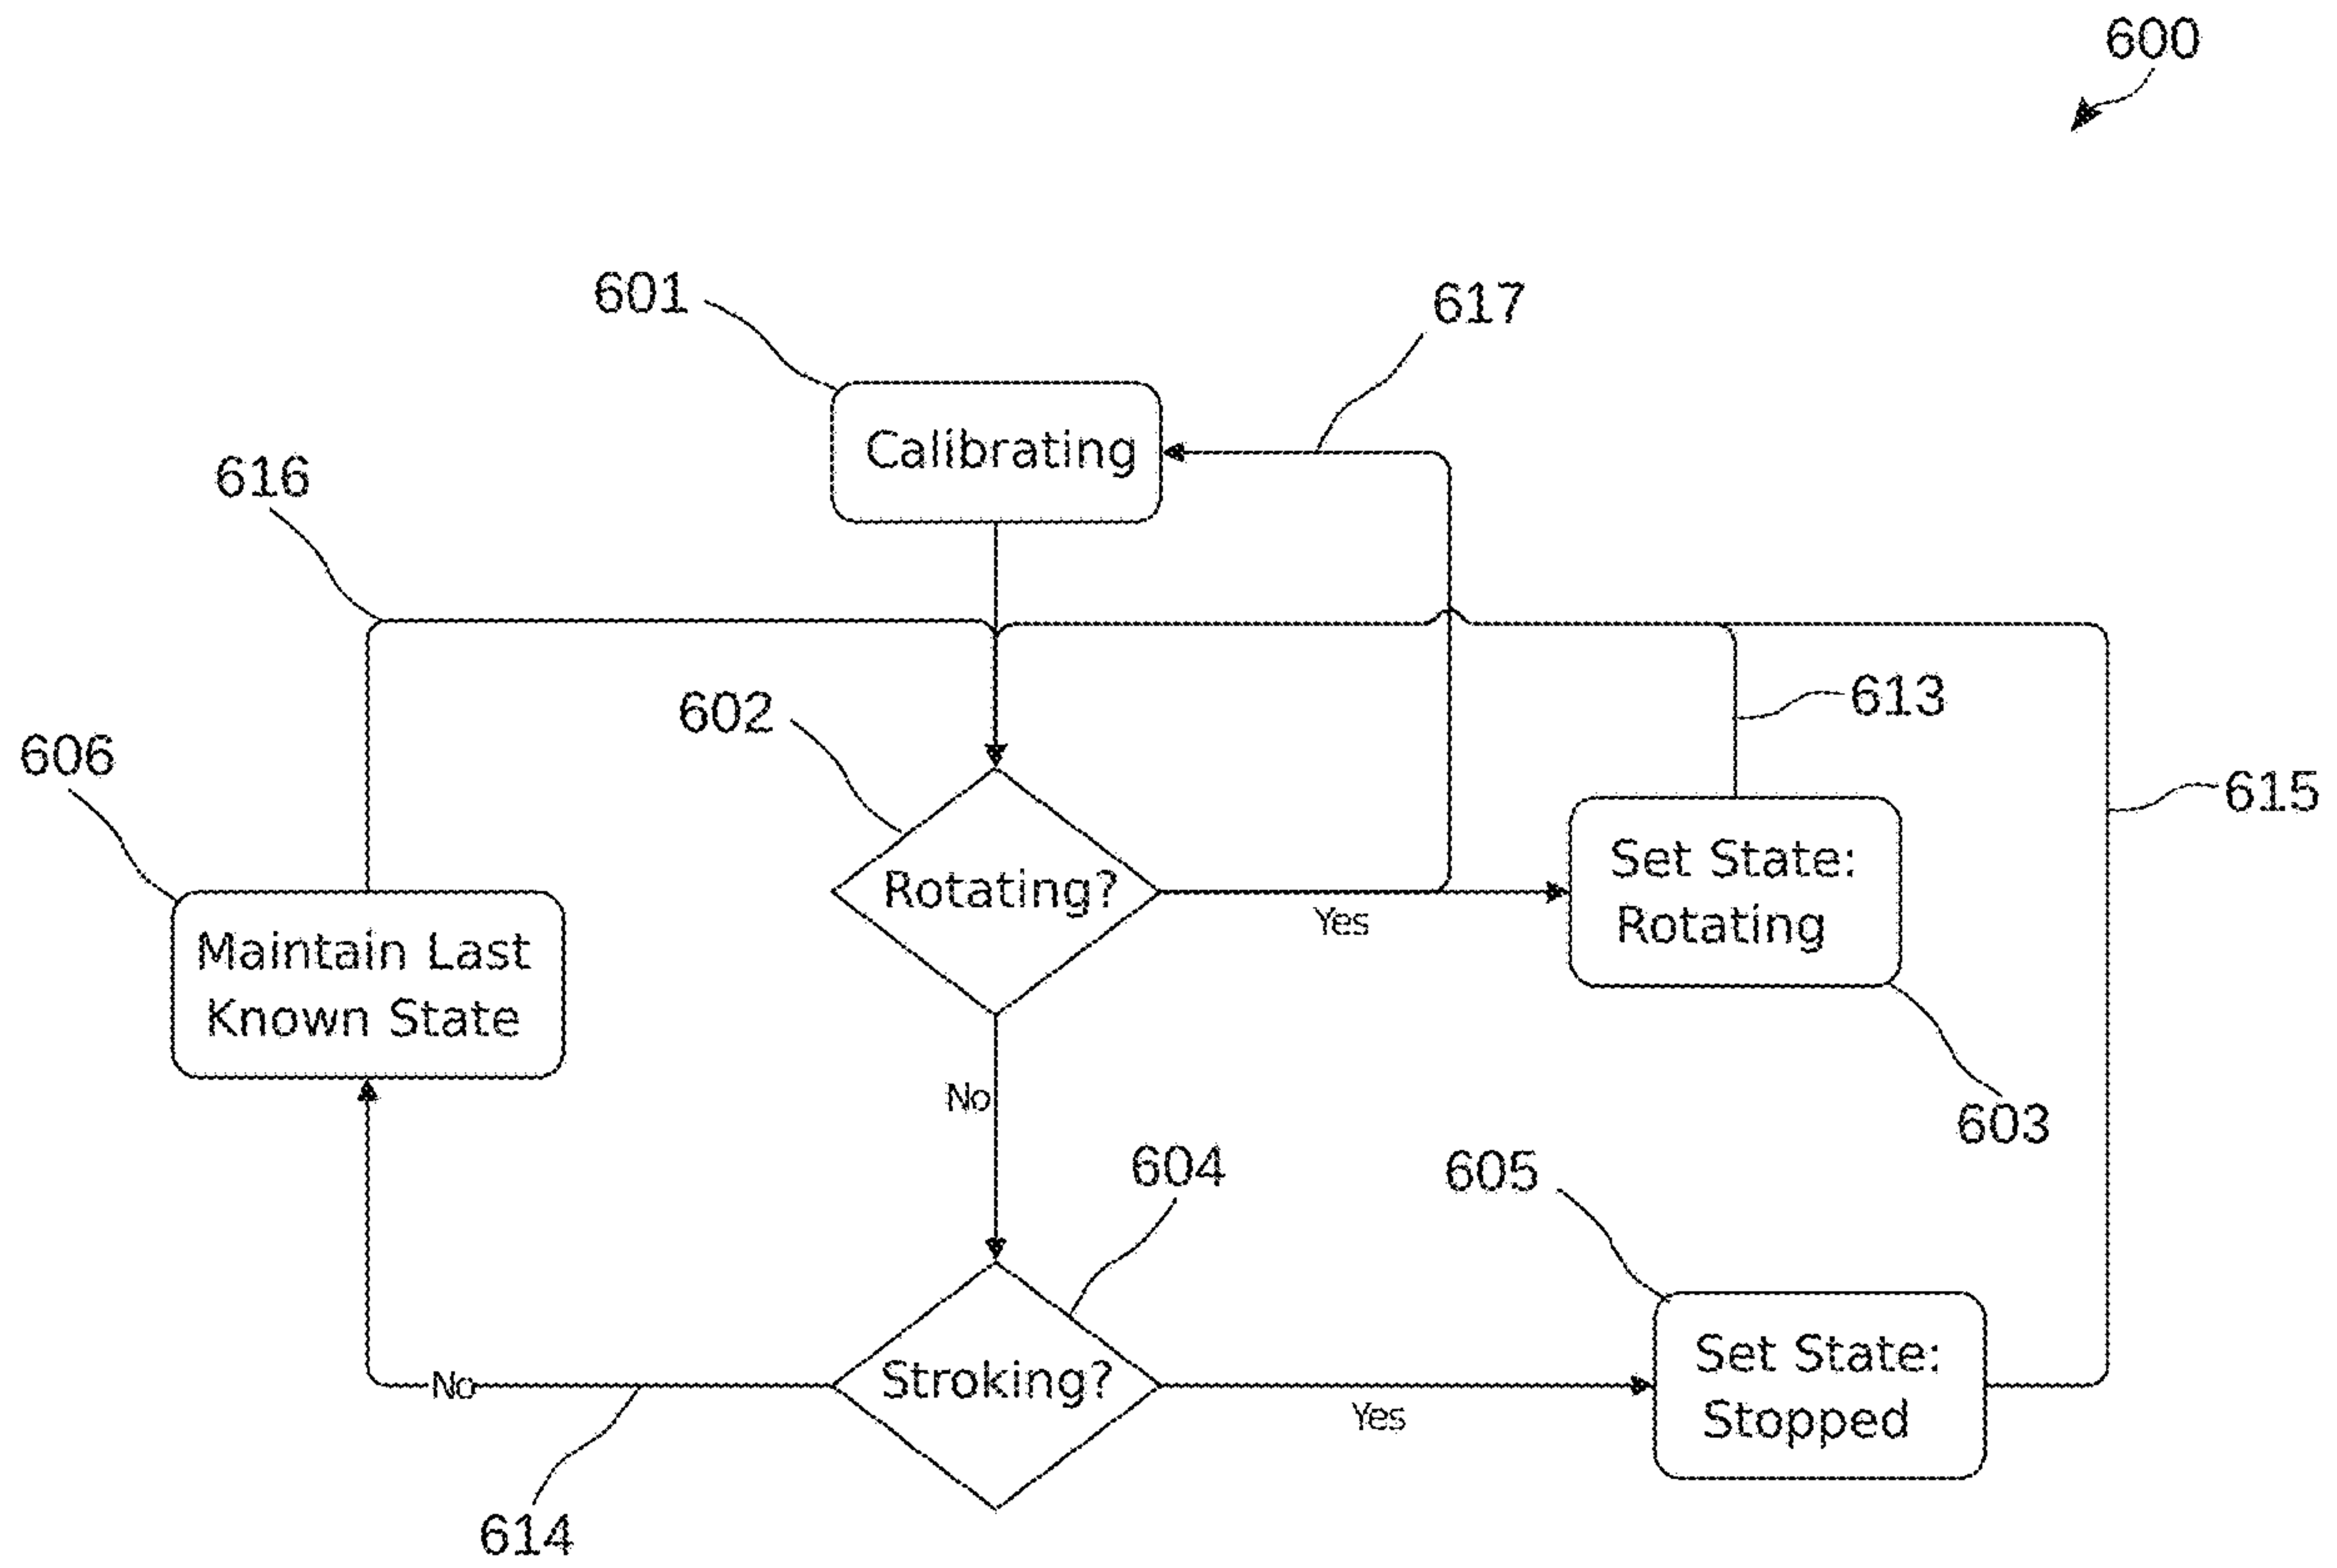 600
601
617
Calibrating
616
602
613
606
615
Rotating?
Set State:
Rotating
Yes
Maintain Last
Known State
No
603
604
605
Stroking?
Set State:
Stopped
No
Yes
614